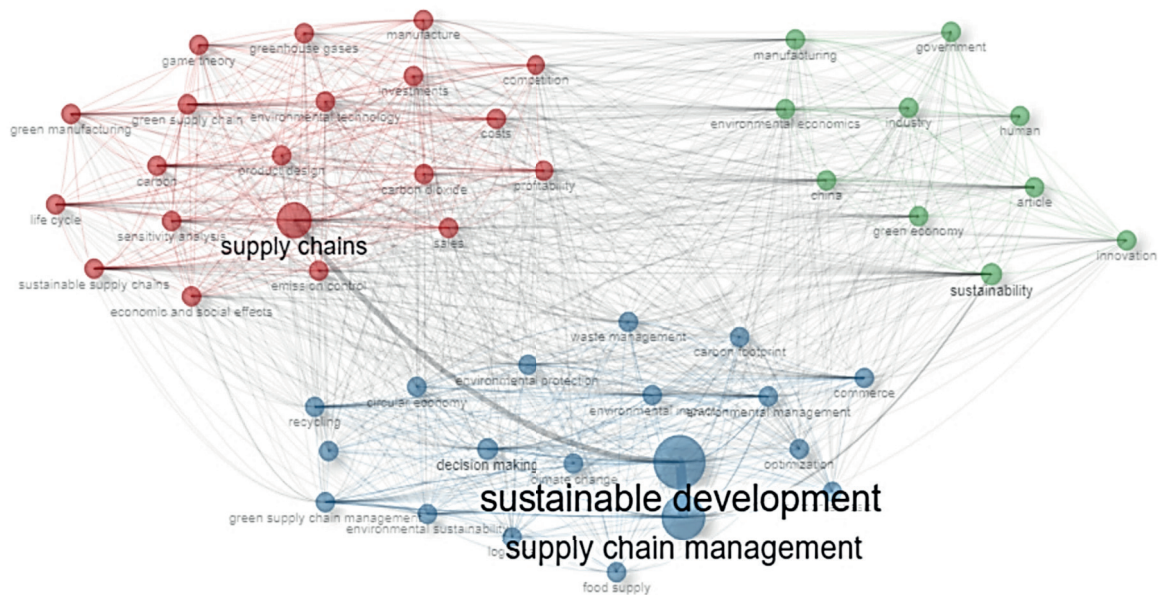 manufacture
greenhouse gases
government
game theory
manufacturing
competition
investments
green manufacturing
green supply chain
environmental technology
costs
environmental economics
industry
human
product design
carbon
carbon dioxide
profitability
china
article
life cycle
sensitivity analysis
supply chains
sales
green economy
innovation
sustainable supply chains
emission control
sustainability
economic and social effects
waste management
carbon footprint
environmental protection
commerce
circular economy
environmental management
recycling
decision making
optimization
climate change
sustainable development
green supply chain management
environmental sustainability
supply chain management
food supply